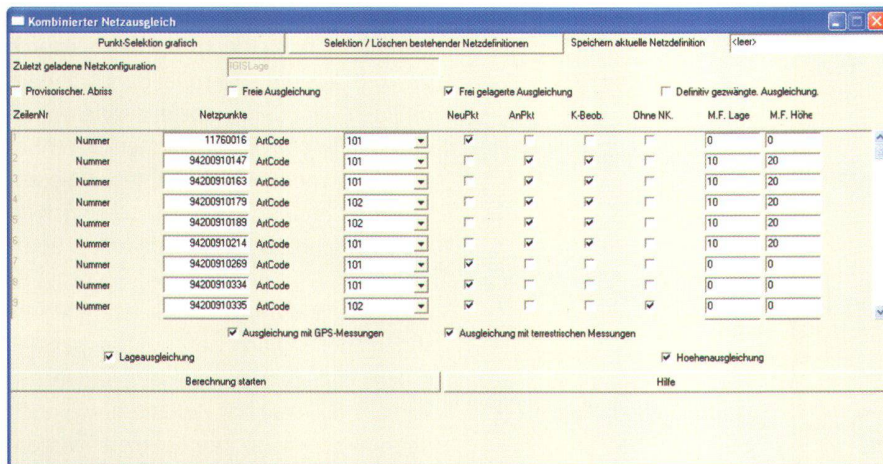 Kombinierter Netzausgleich
Punkt-Selektion grafisch Selektion / Löschen bestehender Netzdefinitionen Speichern aktuelle Netzdefinition <leer>
Zuletzt geladene Netzkonfiguration IGISLage
Provisorischer. Abriss Freie Ausgleichung Frei gelagerte Ausgleichung Definitiv gezwängte. Ausgleichung.
ZeilenNr Netzpunkte NeuPkt AnPkt K-Beob. Ohne NK. M.F. Lage M.F. Höhe
1 Nummer 11760016 ArtCode 101 0 0
2 Nummer 94200910147 ArtCode 101 10 20
3 Nummer 94200910163 ArtCode 101 10 20
4 Nummer 94200910179 ArtCode 102 10 20
5 Nummer 94200910189 ArtCode 102 10 20
6 Nummer 94200910214 ArtCode 101 10 20
7 Nummer 94200910269 ArtCode 101 0 0
8 Nummer 94200910334 ArtCode 101 0 0
9 Nummer 94200910335 ArtCode 102 0 0
Ausgleichung mit GPS-Messungen Ausgleichung mit terrestrischen Messungen
Lageausgleichung Hoehenausgleichung
Berechnung starten Hilfe